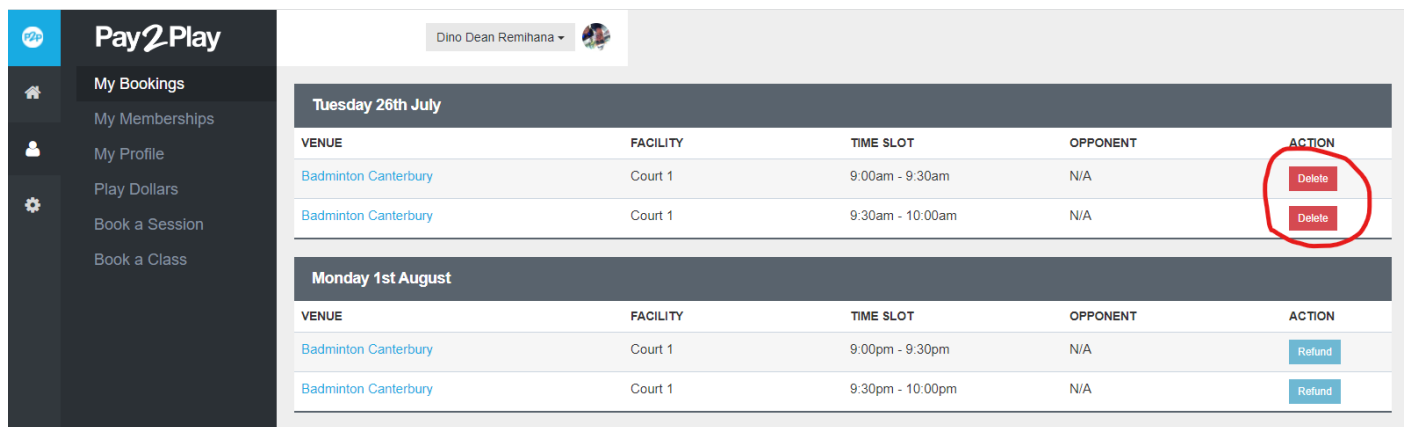 P2P Pay2Play Dino Dean Remihana
My Bookings
My Memberships
My Profile
Play Dollars
Book a Session
Book a Class
Tuesday 26th July
VENUE FACILITY TIME SLOT OPPONENT ACTION
Badminton Canterbury Court 1 9:00am - 9:30am N/A Delete
Badminton Canterbury Court 1 9:30am - 10:00am N/A Delete
Monday 1st August
VENUE FACILITY TIME SLOT OPPONENT ACTION
Badminton Canterbury Court 1 9:00pm - 9:30pm N/A Refund
Badminton Canterbury Court 1 9:30pm - 10:00pm N/A Refund